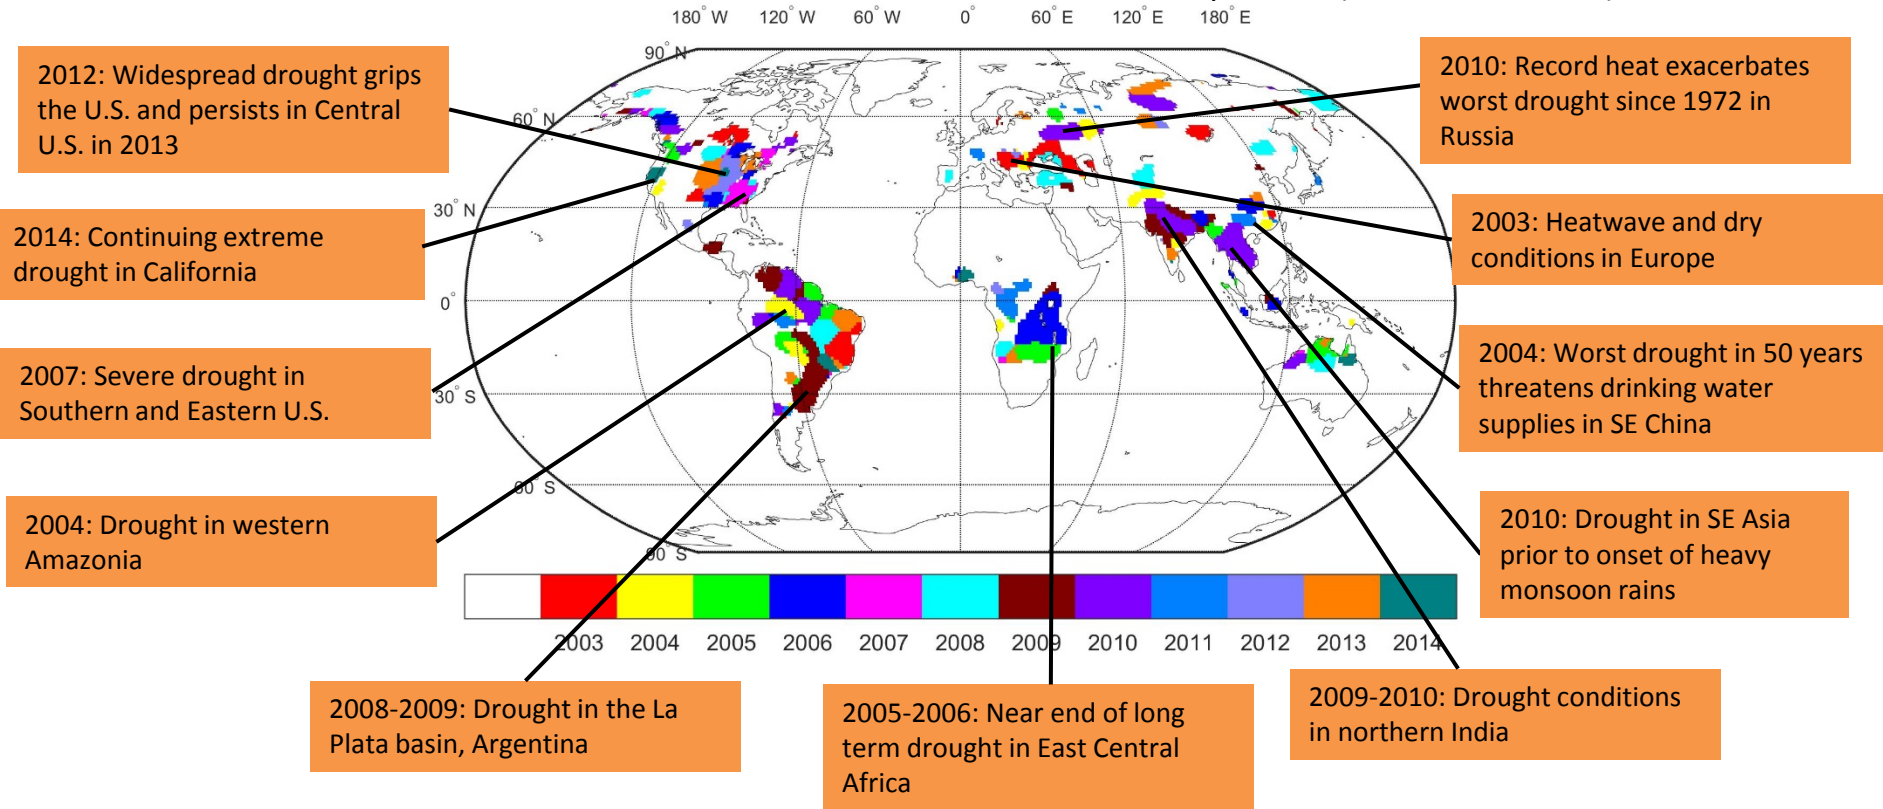 180° W 120° W 60° W 0° 60° E 120° E 180° E
90° N
60° N
30° N
0°
30° S
60° S
90° S
2012: Widespread drought grips
the U.S. and persists in Central
U.S. in 2013
2014: Continuing extreme
drought in California
2007: Severe drought in
Southern and Eastern U.S.
2004: Drought in western
Amazonia
2010: Record heat exacerbates
worst drought since 1972 in
Russia
2003: Heatwave and dry
conditions in Europe
2004: Worst drought in 50 years
threatens drinking water
supplies in SE China
2010: Drought in SE Asia
prior to onset of heavy
monsoon rains
2003 2004 2005 2006 2007 2008 2009 2010 2011 2012 2013 2014
2008-2009: Drought in the La
Plata basin, Argentina
2005-2006: Near end of long
term drought in East Central
Africa
2009-2010: Drought conditions
in northern India